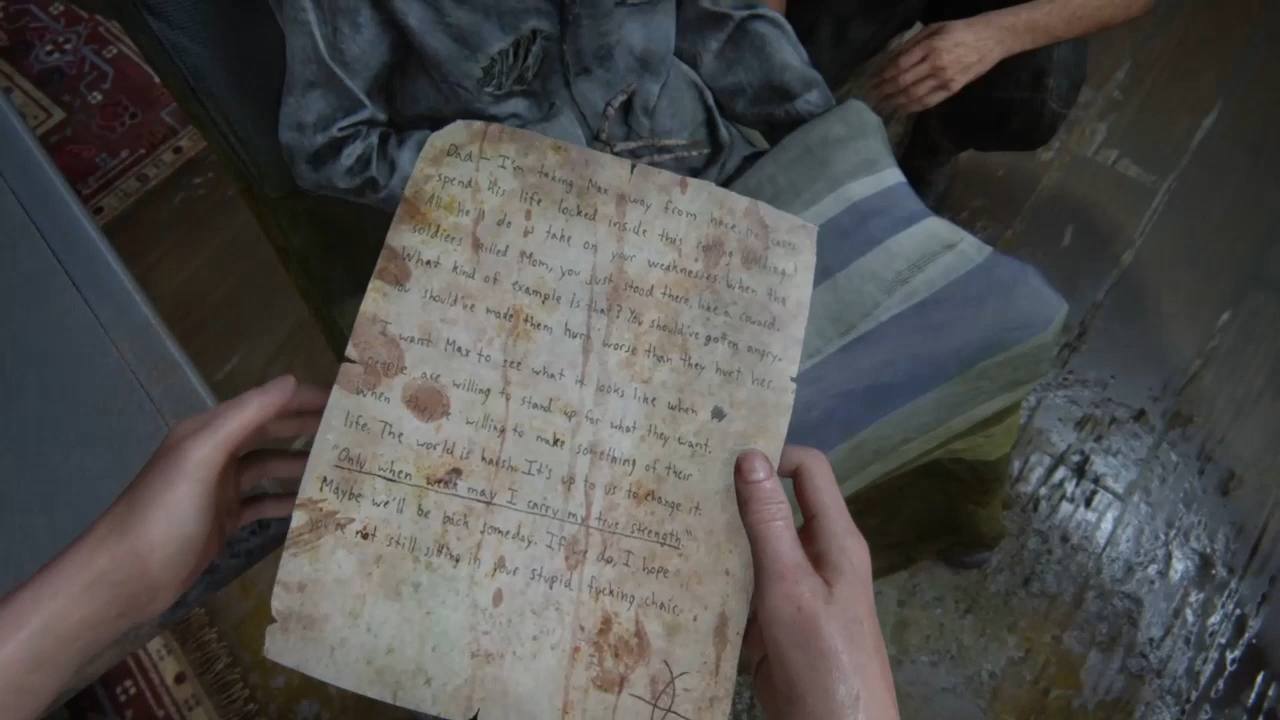 Dad - I'm taking Max away from here. No
spend his life locked inside this building.
All he'll do is take on your weaknesses. When the
soldiers killed Mom, you just stood there, like a coward.
What kind of example is that? You should've gotten angry.
You should've made them hurt worse than they hurt her.
I want Max to see what it looks like when
people are willing to stand up for what they want.
When they're willing to make something of their
life. The world is harsh. It's up to us to change it.
"Only when weak may I carry my true strength."
Maybe we'll be back someday. If we do, I hope
you're not still sitting in your stupid fucking chair.